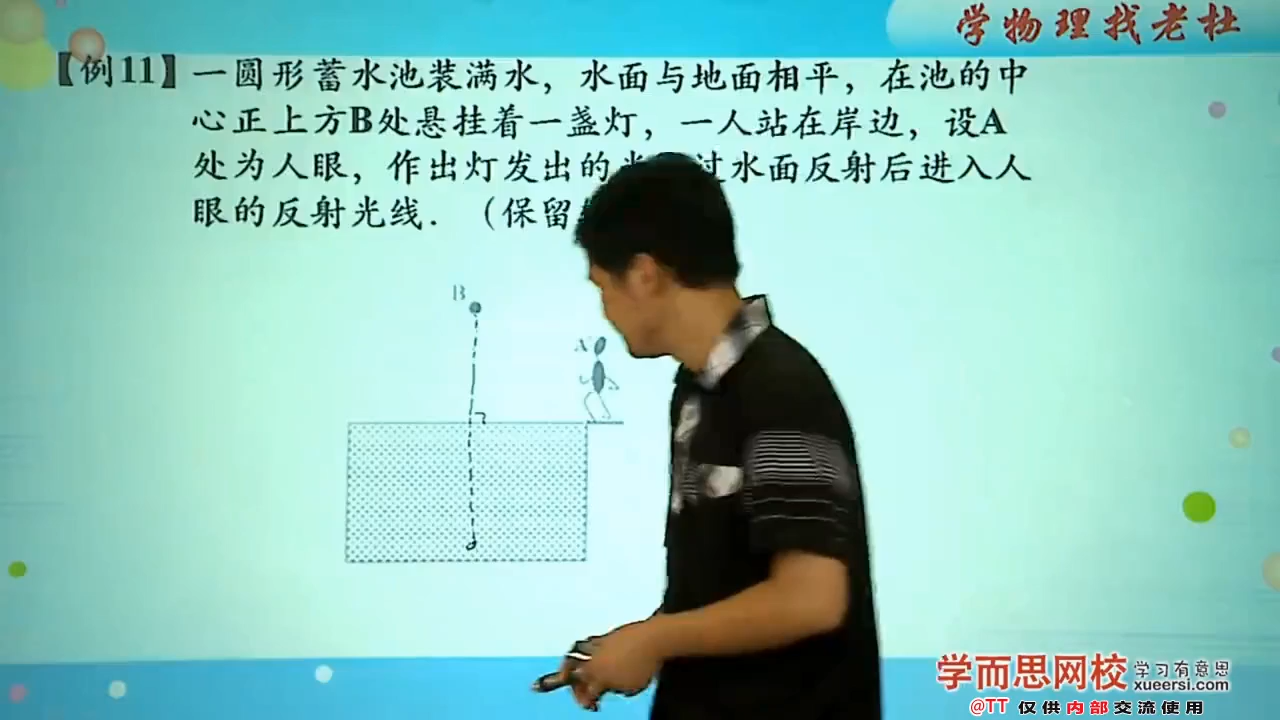 学物理找老杜
【例11】一圆形蓄水池装满水，水面与地面相平，在池的中
心正上方B处悬挂着一盏灯，一人站在岸边，设A
处为人眼，作出灯发出的 过水面反射后进入人
眼的反射光线．（保留
B
A
学而思网校 学习有意思
xueersi.com
@TT 仅供内部交流使用